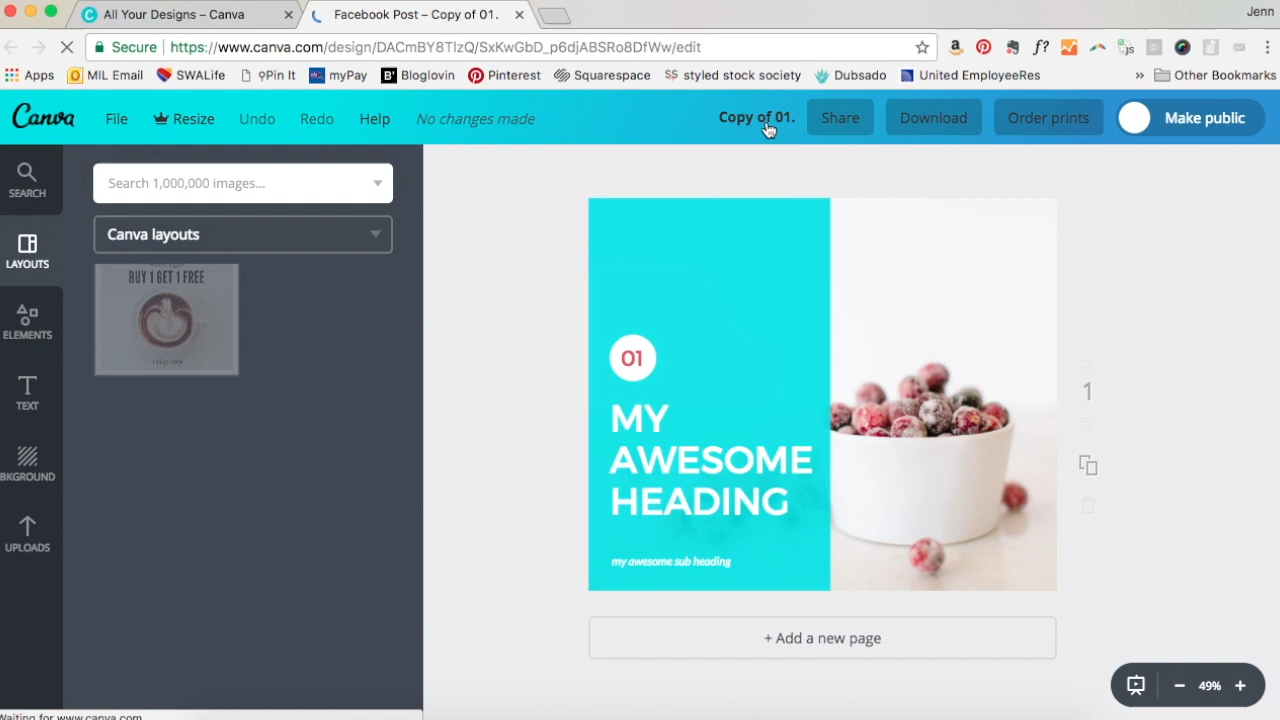 All Your Designs – Canva
Facebook Post – Copy of 01.
Jenn
Secure
https://www.canva.com/design/DACmBY8TlzQ/SxKwGbD_p6djABSRo8DfWw/edit
Apps
MIL Email
SWALife
Pin It
myPay
Bloglovin
Pinterest
Squarespace
SS styled stock society
Dubsado
United EmployeeRes
»
Other Bookmarks
Canva
File
Resize
Undo
Redo
Help
No changes made
Copy of 01.
Share
Download
Order prints
Make public
SEARCH
LAYOUTS
ELEMENTS
TEXT
BKGROUND
UPLOADS
Search 1,000,000 images...
Canva layouts
BUY 1 GET 1 FREE
01
MY
AWESOME
HEADING
my awesome sub heading
1
+ Add a new page
49%
Waiting for www.canva.com